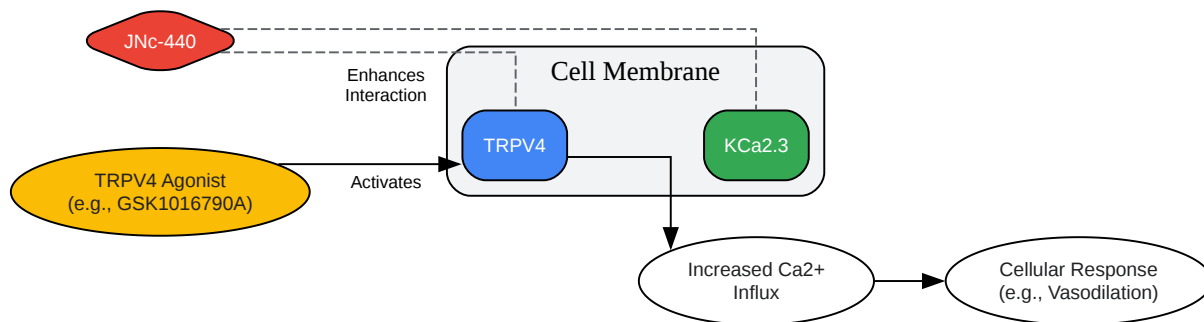 JNc-440
Enhances
Interaction
Cell Membrane
TRPV4
KCa2.3
TRPV4 Agonist
(e.g., GSK1016790A)
Activates
Increased Ca2+
Influx
Cellular Response
(e.g., Vasodilation)